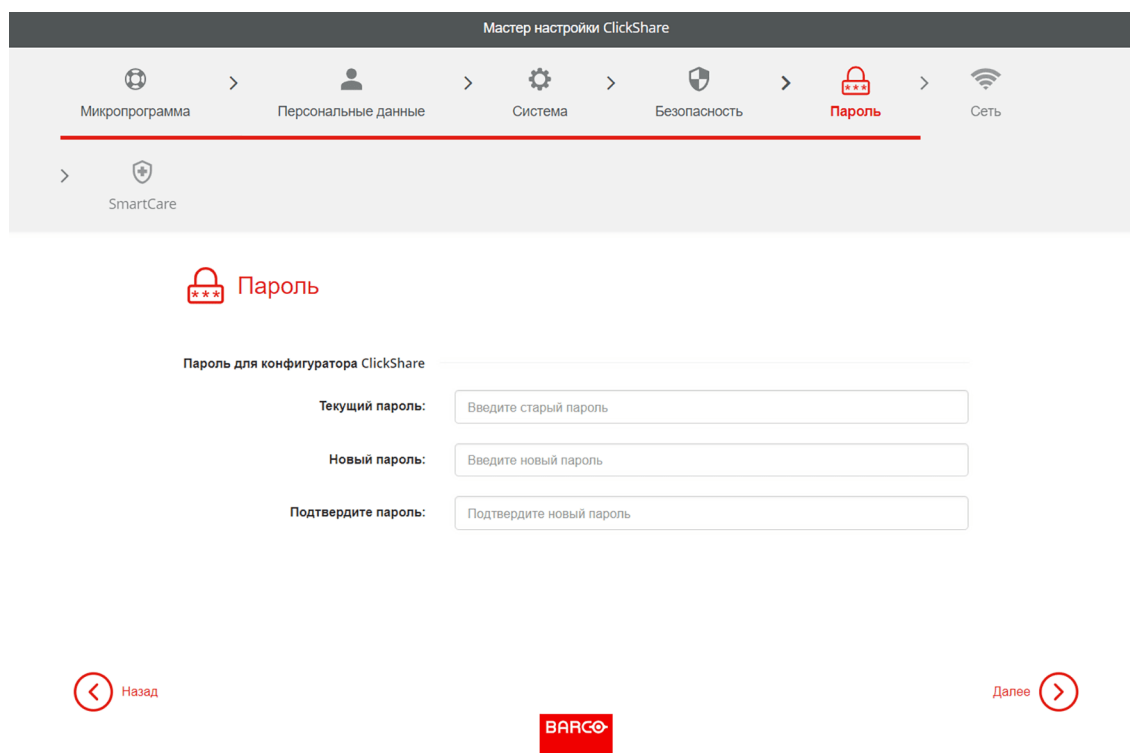 Мастер настройки ClickShare
Микропрограмма
Персональные данные
Система
Безопасность
Пароль
Сеть
SmartCare
Пароль
Пароль для конфигуратора ClickShare
Текущий пароль:
Введите старый пароль
Новый пароль:
Введите новый пароль
Подтвердите пароль:
Подтвердите новый пароль
Назад
Далее
BARCO